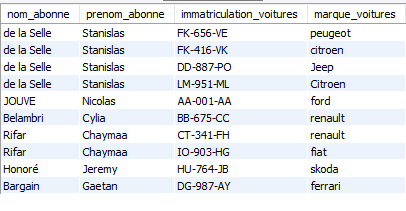 nom_abonne prenom_abonne immatriculation_voitures marque_voitures
de la Selle Stanislas FK-656-VE peugeot
de la Selle Stanislas FK-416-VK citroen
de la Selle Stanislas DD-887-PO Jeep
de la Selle Stanislas LM-951-ML Citroen
JOUVE Nicolas AA-001-AA ford
Belambri Cylia BB-675-CC renault
Rifar Chaymaa CT-341-FH renault
Rifar Chaymaa IO-903-HG fiat
Honoré Jeremy HU-764-JB skoda
Bargain Gaetan DG-987-AY ferrari